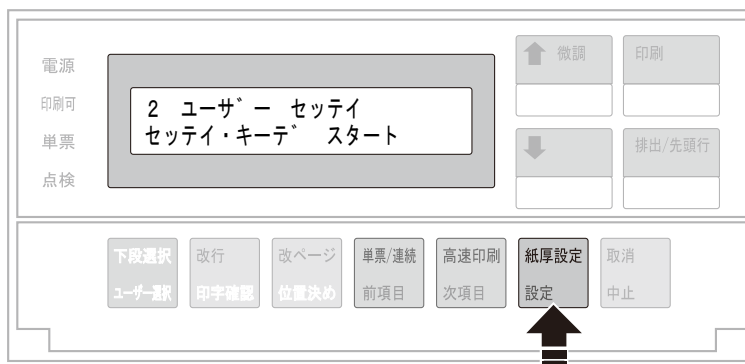 電源
印刷可
単票
点検
2 ユーザー セッテイ
セッテイ・キーデ スタート
微調
印刷
排出/先頭行
下段選択
ユーザー選択
改行
印字確認
改ページ
位置決め
単票/連続
前項目
高速印刷
次項目
紙厚設定
設定
取消
中止